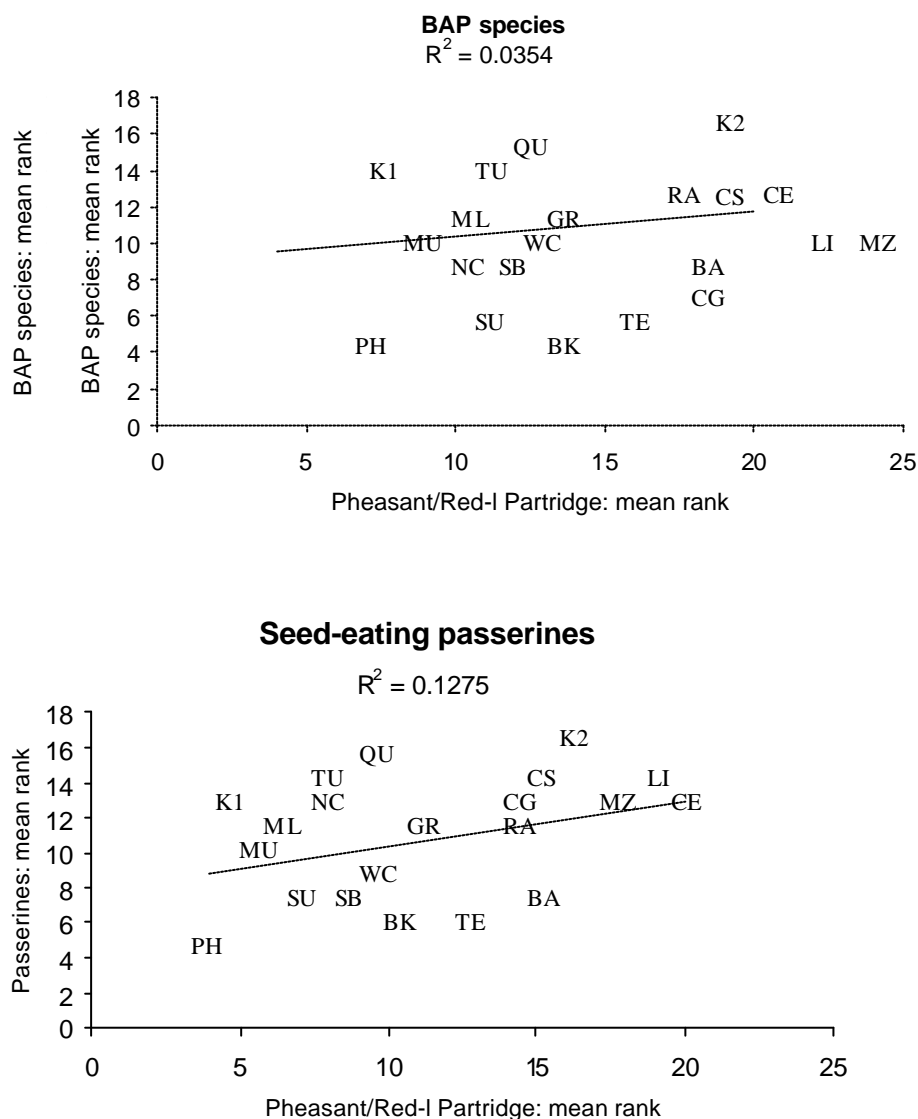 BAP species
R² = 0.0354
BAP species: mean rank
BAP species: mean rank
18
16
14
12
10
8
6
4
2
0
K2
QU
K1 TU
RA CS CE
ML GR
MU WC LI MZ
NC SB BA
CG
SU TE
PH BK
0 5 10 15 20 25
Pheasant/Red-l Partridge: mean rank
Seed-eating passerines
R² = 0.1275
Passerines: mean rank
18
16
14
12
10
8
6
4
2
0
K2
QU
TU CS LI
K1 NC CG MZ CE
ML GR RA
MU
WC
SU SB BA
BK TE
PH
0 5 10 15 20 25
Pheasant/Red-l Partridge: mean rank